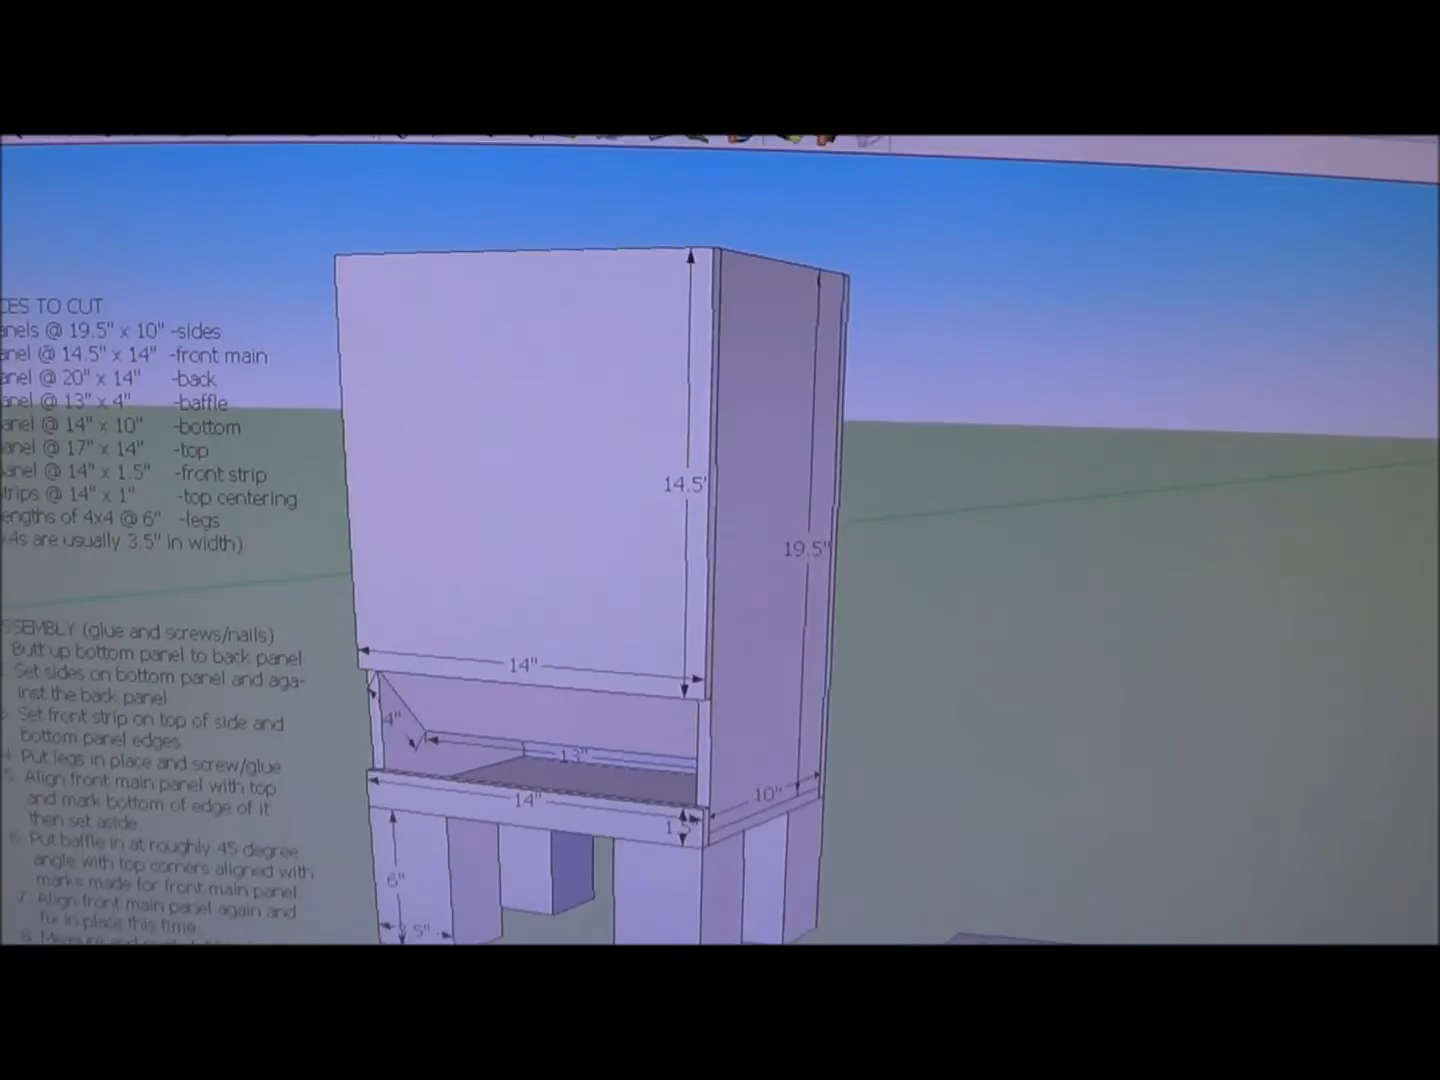 CES TO CUT
anels @ 19.5" x 10" -sides
anel @ 14.5" x 14" -front main
anel @ 20" x 14" -back
anel @ 13" x 4" -baffle
anel @ 14" x 10" -bottom
anel @ 17" x 14" -top
anel @ 14" x 1.5" -front strip
trips @ 14" x 1" -top centering
engths of 4x4 @ 6" -legs
x4s are usually 3.5" in width)
SSEMBLY (glue and screws/nails)
Butt up bottom panel to back panel
Set sides on bottom panel and aga-
inst the back panel
Set front strip on top of side and
bottom panel edges
Put legs in place and screw/glue
Align front main panel with top
and mark bottom of edge of it
then set aside
Put baffle in at roughly 45 degree
angle with top corners aligned with
marks made for front main panel
7. Align front main panel again and
fix in place this time.
14.5'
19.5"
14"
4"
13"
14"
10"
1.5"
6"